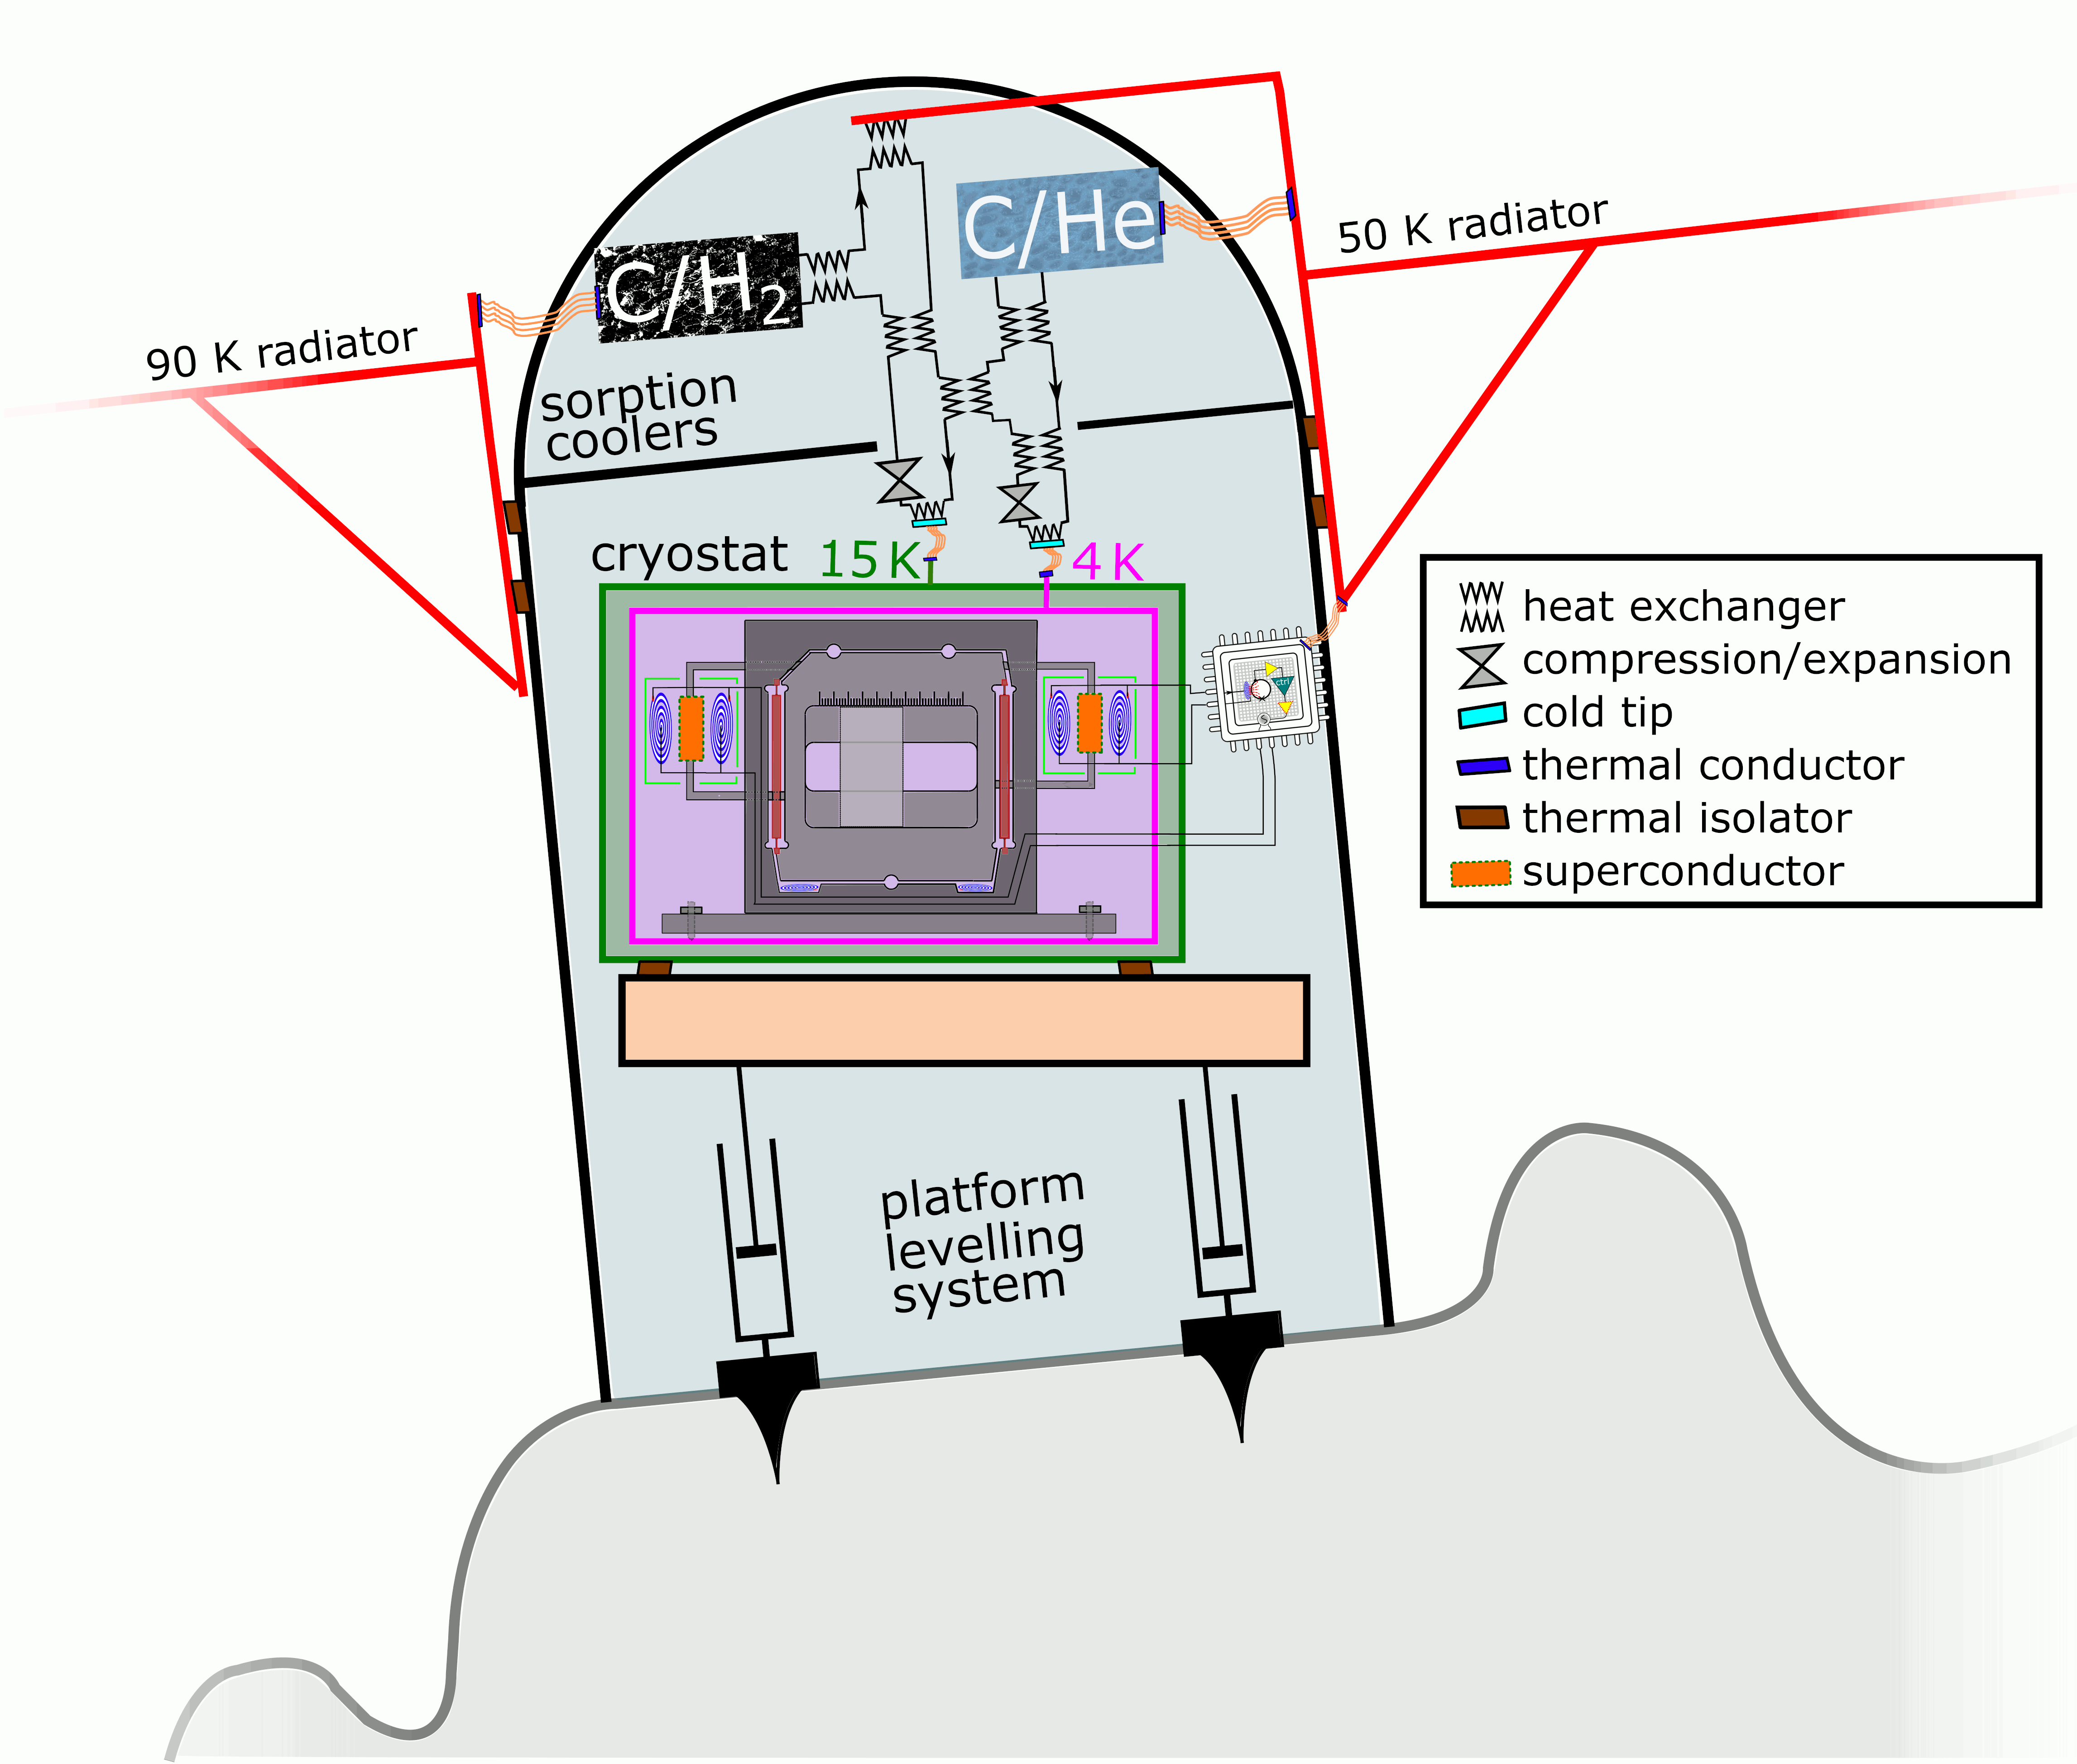 C/He
50 K radiator
C/H2
90 K radiator
sorption
coolers
cryostat
15 K
4 K
heat exchanger
compression/expansion
cold tip
thermal conductor
thermal isolator
superconductor
ctrl
S
platform
levelling
system